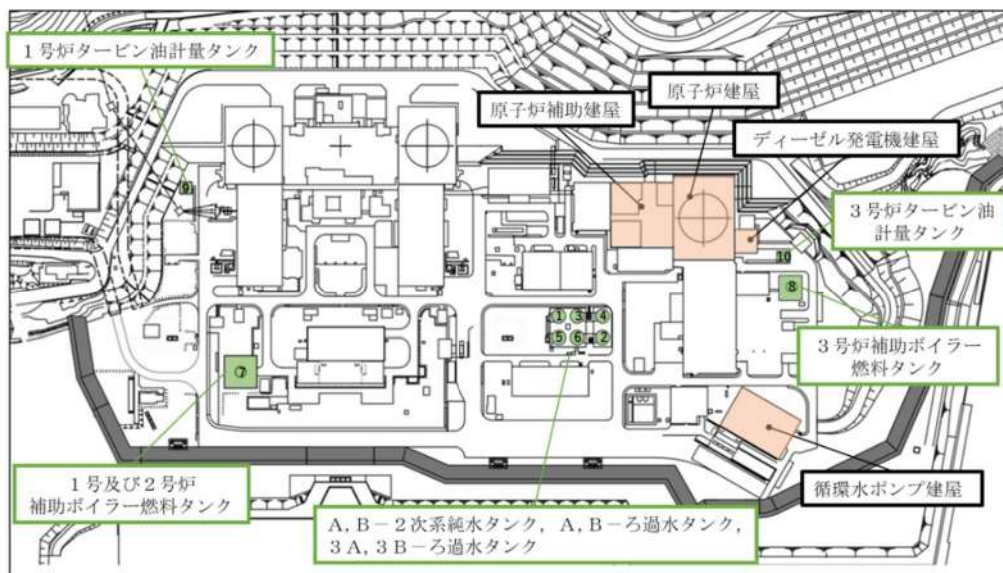 1号炉タービン油計量タンク
原子炉建屋
原子炉補助建屋
ディーゼル発電機建屋
3号炉タービン油
計量タンク
⑨
⑩
⑧
①③④
⑤⑥②
⑦
3号炉補助ボイラー
燃料タンク
1号及び2号炉
補助ボイラー燃料タンク
循環水ポンプ建屋
A,B－2次系純水タンク，A,B－ろ過水タンク，
3A,3B－ろ過水タンク